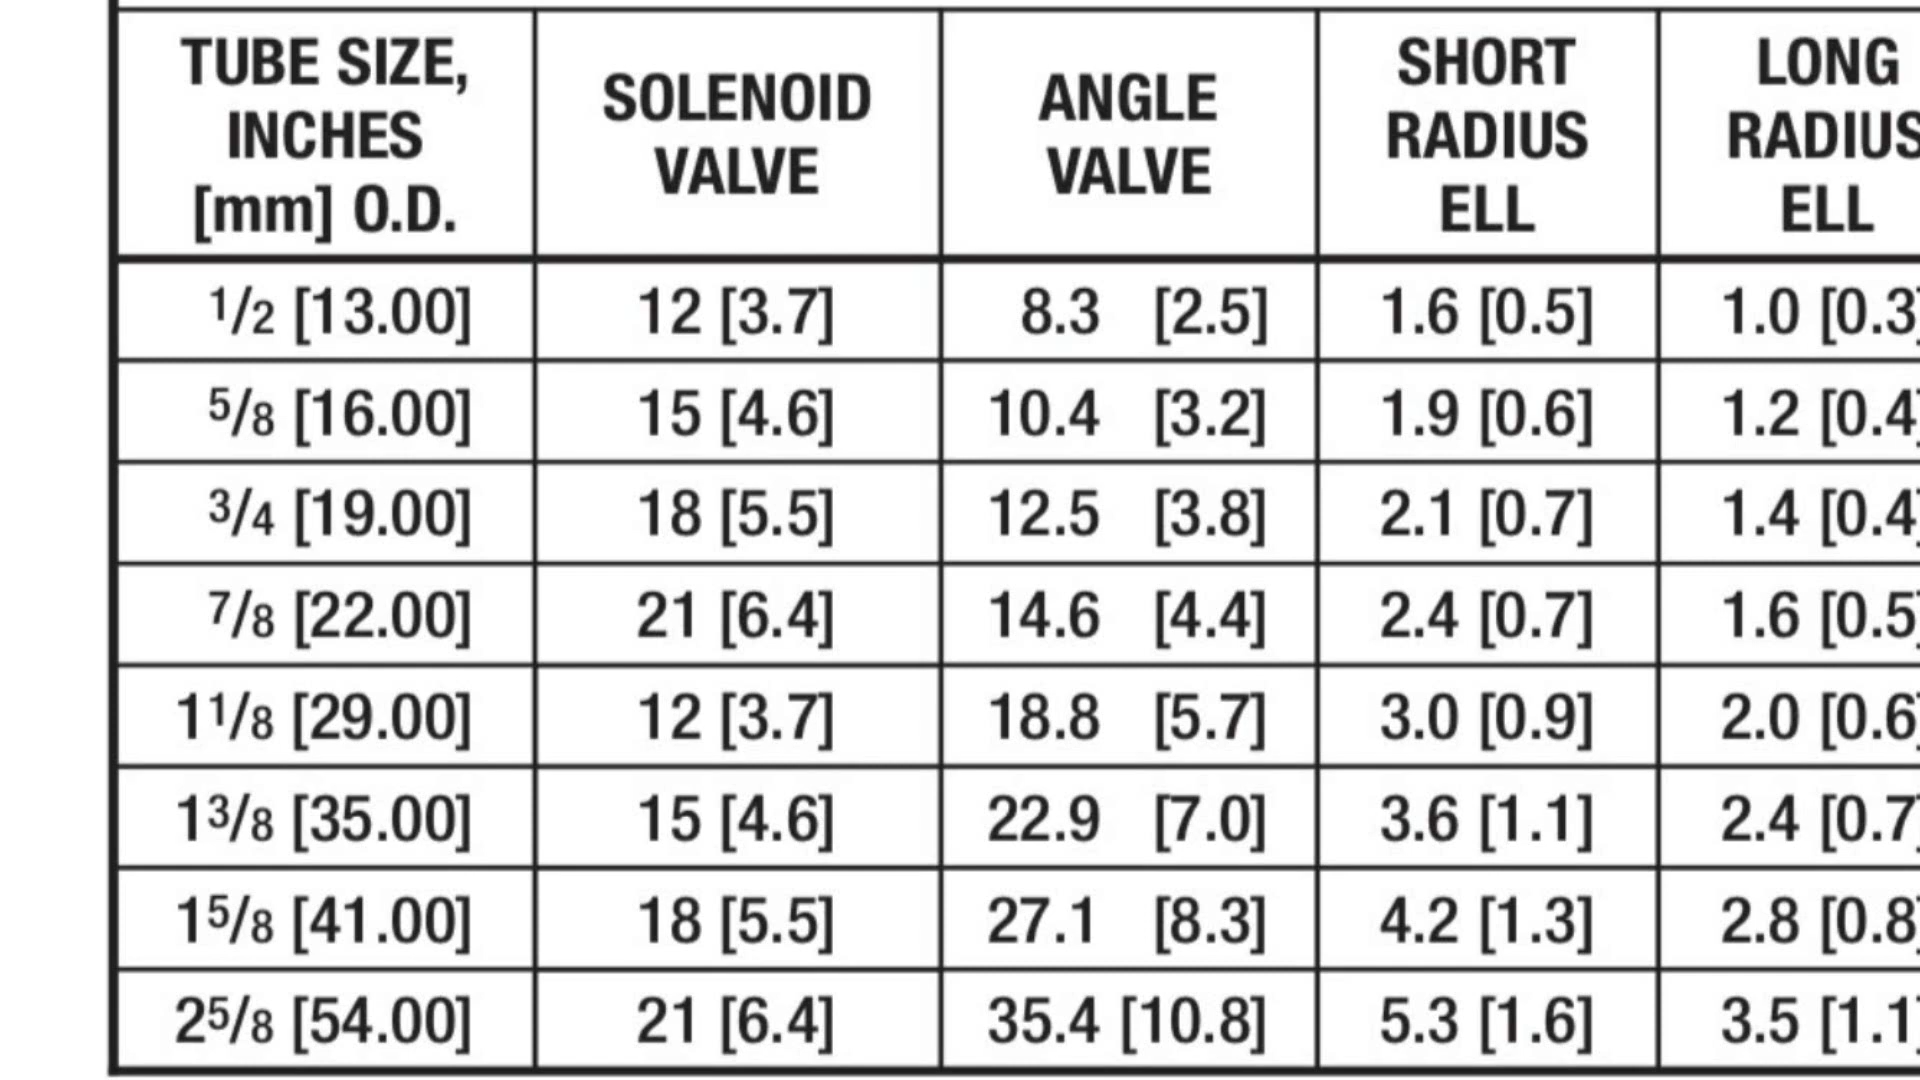 TUBE SIZE, INCHES [mm] O.D. SOLENOID VALVE ANGLE VALVE SHORT RADIUS ELL LONG RADIUS ELL
1/2 [13.00] 12 [3.7] 8.3 [2.5] 1.6 [0.5] 1.0 [0.3]
5/8 [16.00] 15 [4.6] 10.4 [3.2] 1.9 [0.6] 1.2 [0.4]
3/4 [19.00] 18 [5.5] 12.5 [3.8] 2.1 [0.7] 1.4 [0.4]
7/8 [22.00] 21 [6.4] 14.6 [4.4] 2.4 [0.7] 1.6 [0.5]
1 1/8 [29.00] 12 [3.7] 18.8 [5.7] 3.0 [0.9] 2.0 [0.6]
1 3/8 [35.00] 15 [4.6] 22.9 [7.0] 3.6 [1.1] 2.4 [0.7]
1 5/8 [41.00] 18 [5.5] 27.1 [8.3] 4.2 [1.3] 2.8 [0.8]
2 5/8 [54.00] 21 [6.4] 35.4 [10.8] 5.3 [1.6] 3.5 [1.1]